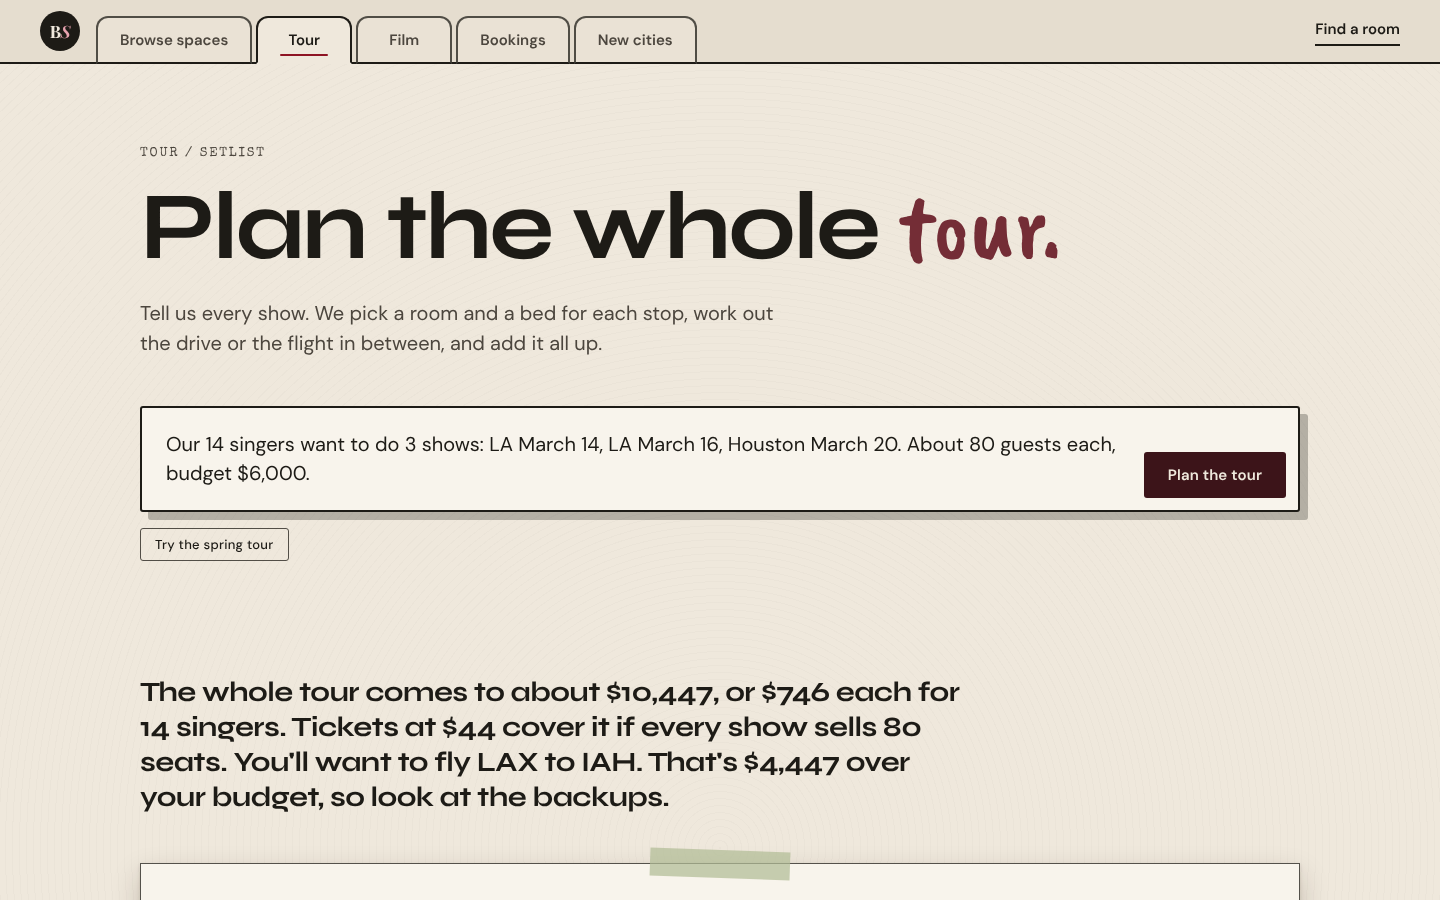 BS
Browse spaces
Tour
Film
Bookings
New cities
Find a room
TOUR / SETLIST
Plan the whole tour.
Tell us every show. We pick a room and a bed for each stop, work out
the drive or the flight in between, and add it all up.
Our 14 singers want to do 3 shows: LA March 14, LA March 16, Houston March 20. About 80 guests each,
budget $6,000.
Plan the tour
Try the spring tour
The whole tour comes to about $10,447, or $746 each for
14 singers. Tickets at $44 cover it if every show sells 80
seats. You'll want to fly LAX to IAH. That's $4,447 over
your budget, so look at the backups.